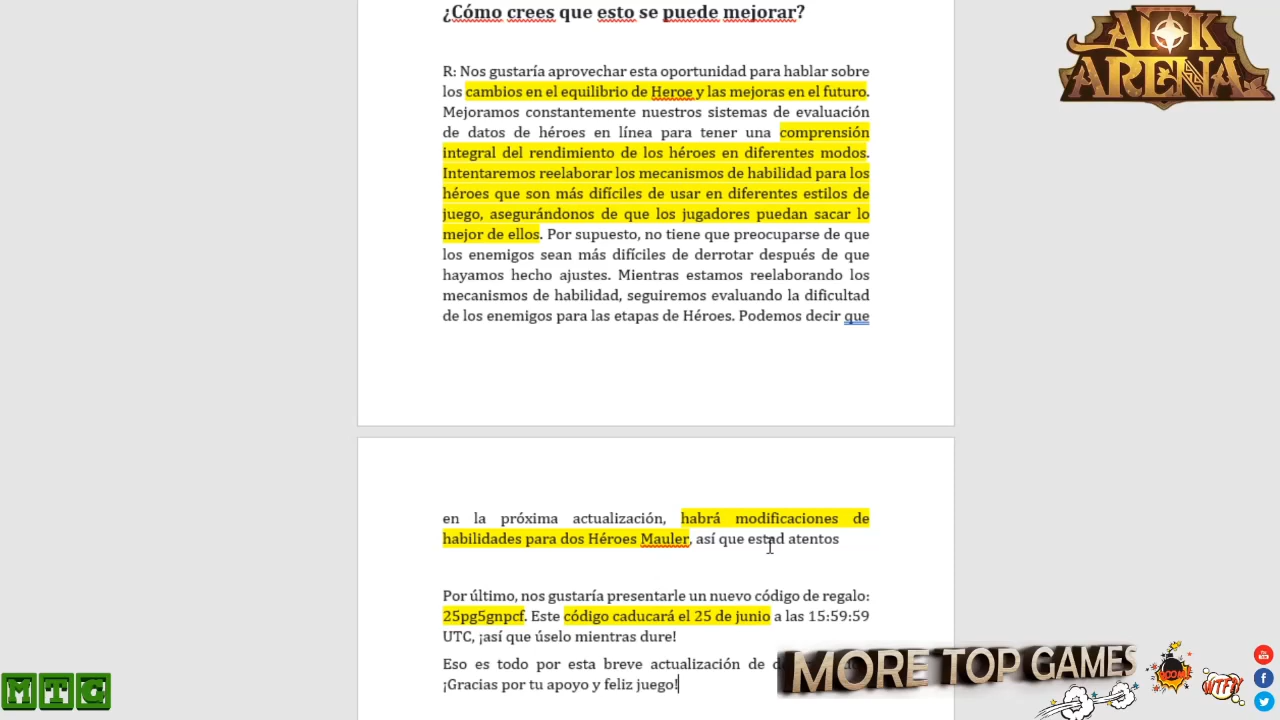 ¿Cómo crees que esto se puede mejorar?
R: Nos gustaría aprovechar esta oportunidad para hablar sobre
los cambios en el equilibrio de Heroe y las mejoras en el futuro.
Mejoramos constantemente nuestros sistemas de evaluación
de datos de héroes en línea para tener una comprensión
integral del rendimiento de los héroes en diferentes modos.
Intentaremos reelaborar los mecanismos de habilidad para los
héroes que son más difíciles de usar en diferentes estilos de
juego, asegurándonos de que los jugadores puedan sacar lo
mejor de ellos. Por supuesto, no tiene que preocuparse de que
los enemigos sean más difíciles de derrotar después de que
hayamos hecho ajustes. Mientras estamos reelaborando los
mecanismos de habilidad, seguiremos evaluando la dificultad
de los enemigos para las etapas de Héroes. Podemos decir que
en la próxima actualización, habrá modificaciones de
habilidades para dos Héroes Mauler, así que estad atentos
Por último, nos gustaría presentarle un nuevo código de regalo:
25pg5gnpcf. Este código caducará el 25 de junio a las 15:59:59
UTC, ¡así que úselo mientras dure!
Eso es todo por esta breve actualización de
¡Gracias por tu apoyo y feliz juego!
AFK
ARENA
MTC
MORE TOP GAMES
BOOM!
WTF?!